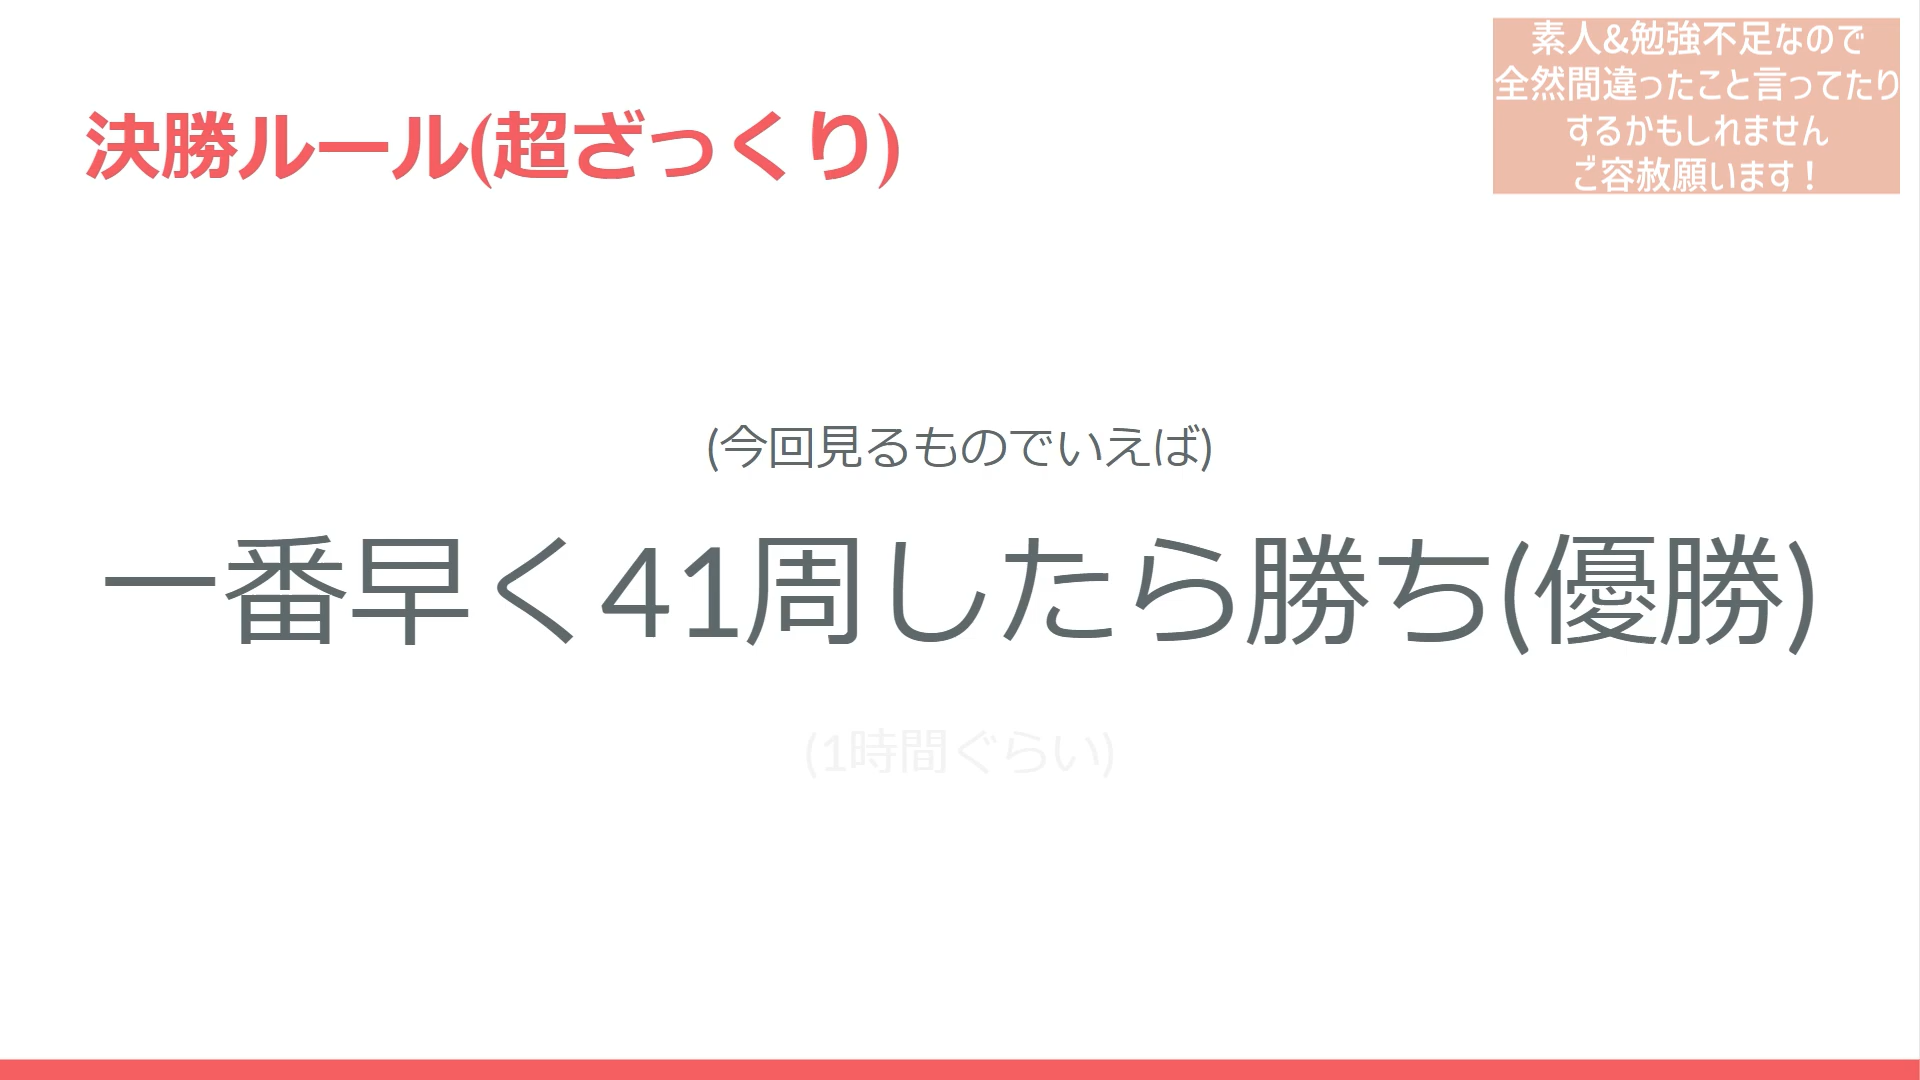 決勝ルール(超ざっくり)
素人&勉強不足なので
全然間違ったこと言ってたり
するかもしれません
ご容赦願います！
(今回見るものでいえば)
一番早く41周したら勝ち(優勝)
(1時間ぐらい)